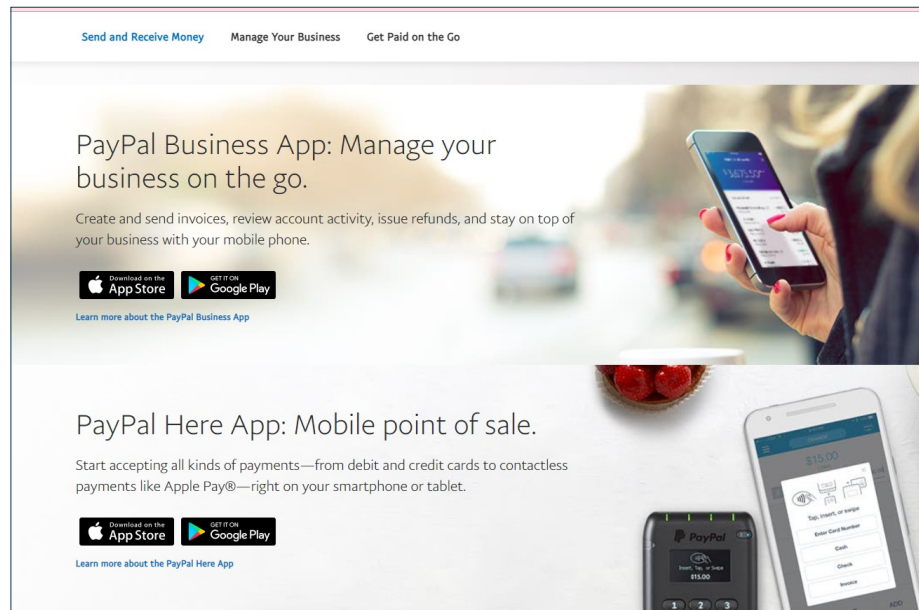 Send and Receive Money Manage Your Business Get Paid on the Go
PayPal Business App: Manage your
business on the go.
Create and send invoices, review account activity, issue refunds, and stay on top of
your business with your mobile phone.
Download on the App Store GET IT ON Google Play
Learn more about the PayPal Business App
PayPal Here App: Mobile point of sale.
Start accepting all kinds of payments—from debit and credit cards to contactless
payments like Apple Pay®—right on your smartphone or tablet.
Download on the App Store GET IT ON Google Play
Learn more about the PayPal Here App
$15.00
Tap, insert, or swipe
Enter Card Number
Cash
Check
Invoice
ADD
PayPal
Insert, Tap, or Swipe
$15.00
1 2 3